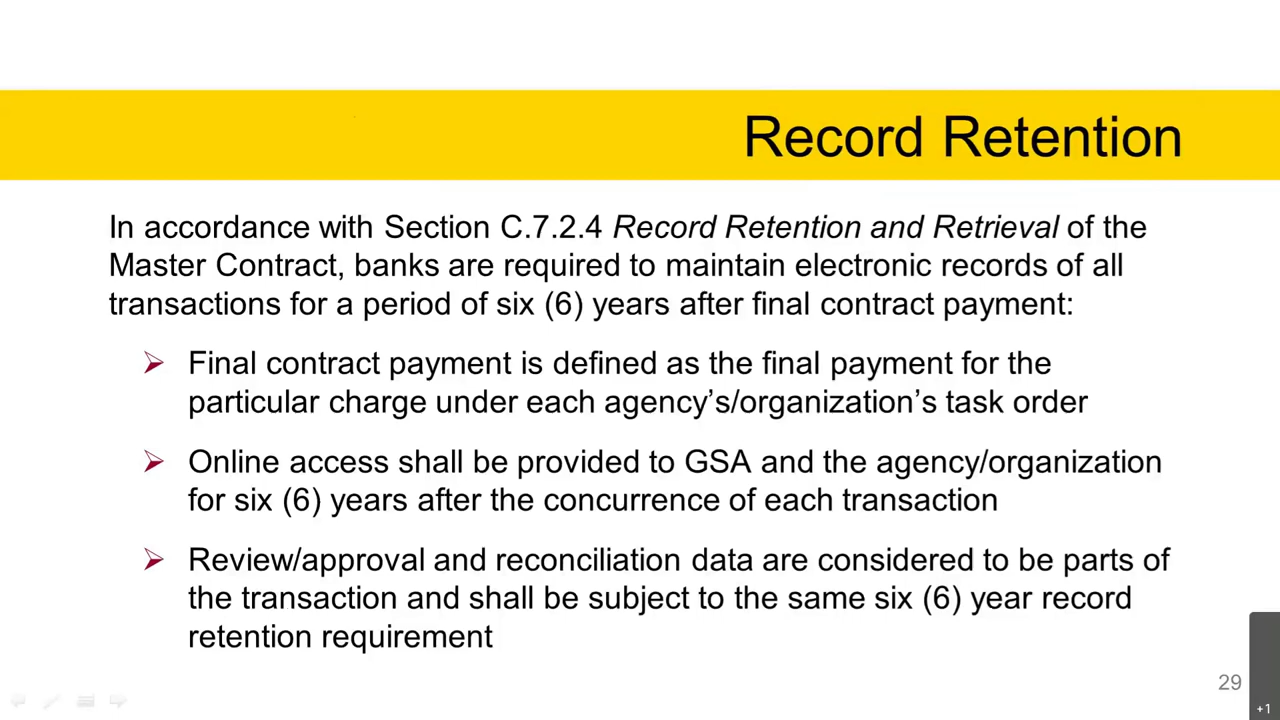 Record Retention
In accordance with Section C.7.2.4 Record Retention and Retrieval of the
Master Contract, banks are required to maintain electronic records of all
transactions for a period of six (6) years after final contract payment:
Final contract payment is defined as the final payment for the
particular charge under each agency’s/organization’s task order
Online access shall be provided to GSA and the agency/organization
for six (6) years after the concurrence of each transaction
Review/approval and reconciliation data are considered to be parts of
the transaction and shall be subject to the same six (6) year record
retention requirement
29
+1